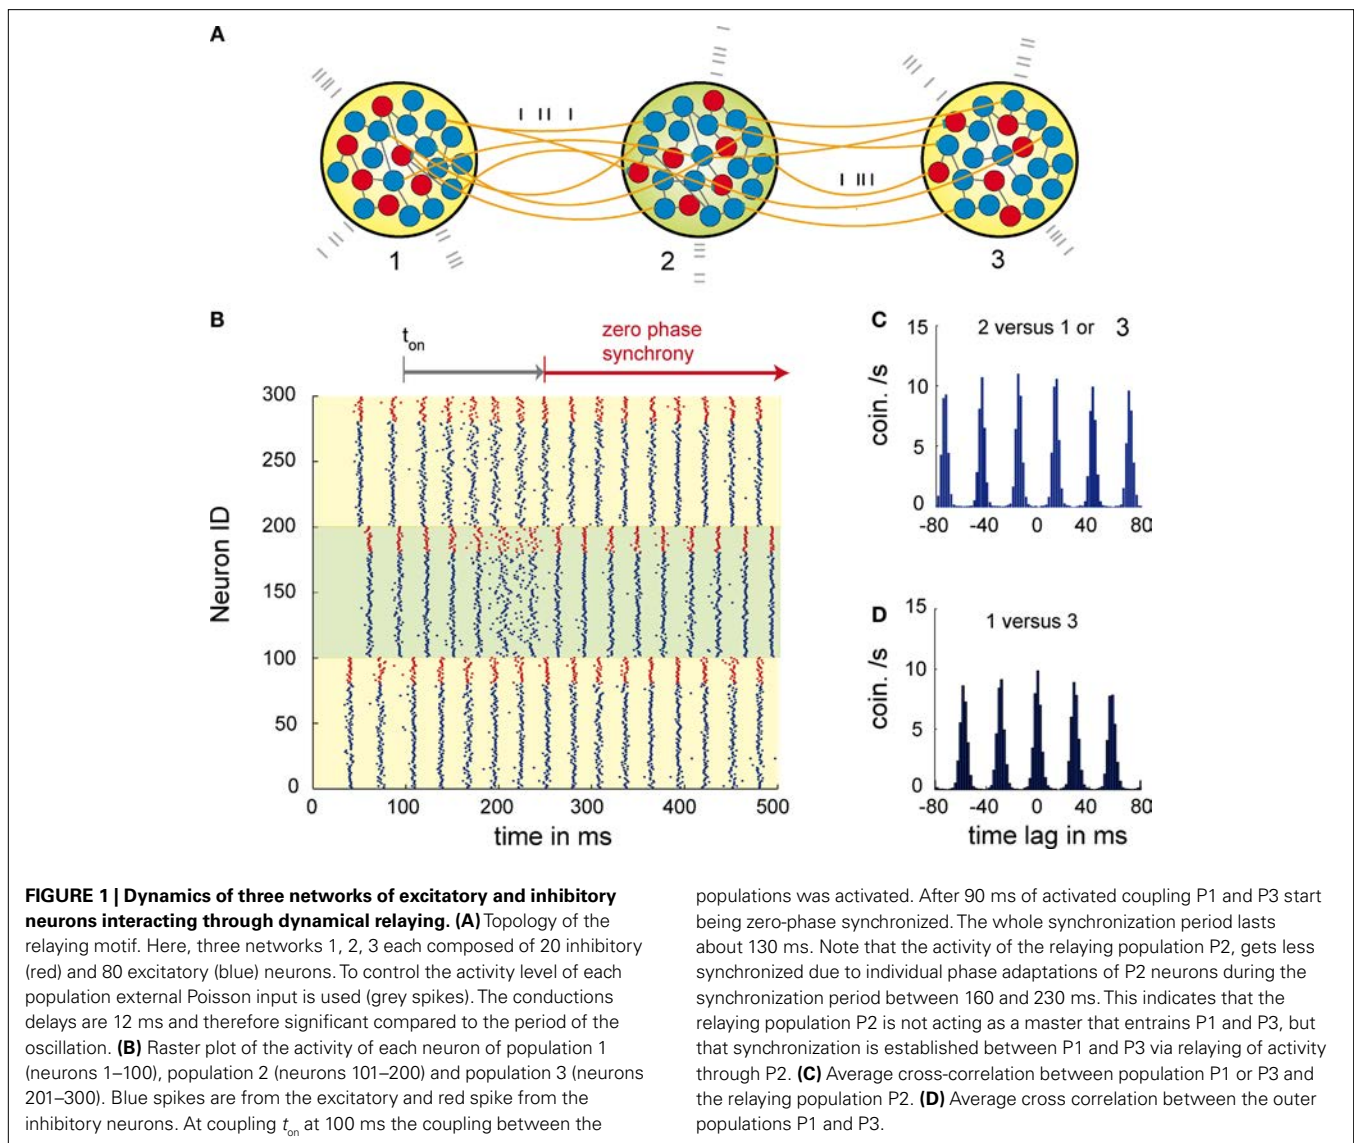 A
1
2
3
B
t_on
zero phase
synchrony
300
250
200
150
100
50
0
Neuron ID
0 100 200 300 400 500
time in ms
C
2 versus 1 or 3
15
10
5
0
coin. /s
-80 -40 0 40 80
D
1 versus 3
15
10
5
0
coin. /s
-80 -40 0 40 80
time lag in ms
FIGURE 1 | Dynamics of three networks of excitatory and inhibitory
neurons interacting through dynamical relaying. (A) Topology of the
relaying motif. Here, three networks 1, 2, 3 each composed of 20 inhibitory
(red) and 80 excitatory (blue) neurons. To control the activity level of each
population external Poisson input is used (grey spikes). The conductions
delays are 12 ms and therefore significant compared to the period of the
oscillation. (B) Raster plot of the activity of each neuron of population 1
(neurons 1–100), population 2 (neurons 101–200) and population 3 (neurons
201–300). Blue spikes are from the excitatory and red spike from the
inhibitory neurons. At coupling t_on at 100 ms the coupling between the
populations was activated. After 90 ms of activated coupling P1 and P3 start
being zero-phase synchronized. The whole synchronization period lasts
about 130 ms. Note that the activity of the relaying population P2, gets less
synchronized due to individual phase adaptations of P2 neurons during the
synchronization period between 160 and 230 ms. This indicates that the
relaying population P2 is not acting as a master that entrains P1 and P3, but
that synchronization is established between P1 and P3 via relaying of activity
through P2. (C) Average cross-correlation between population P1 or P3 and
the relaying population P2. (D) Average cross correlation between the outer
populations P1 and P3.